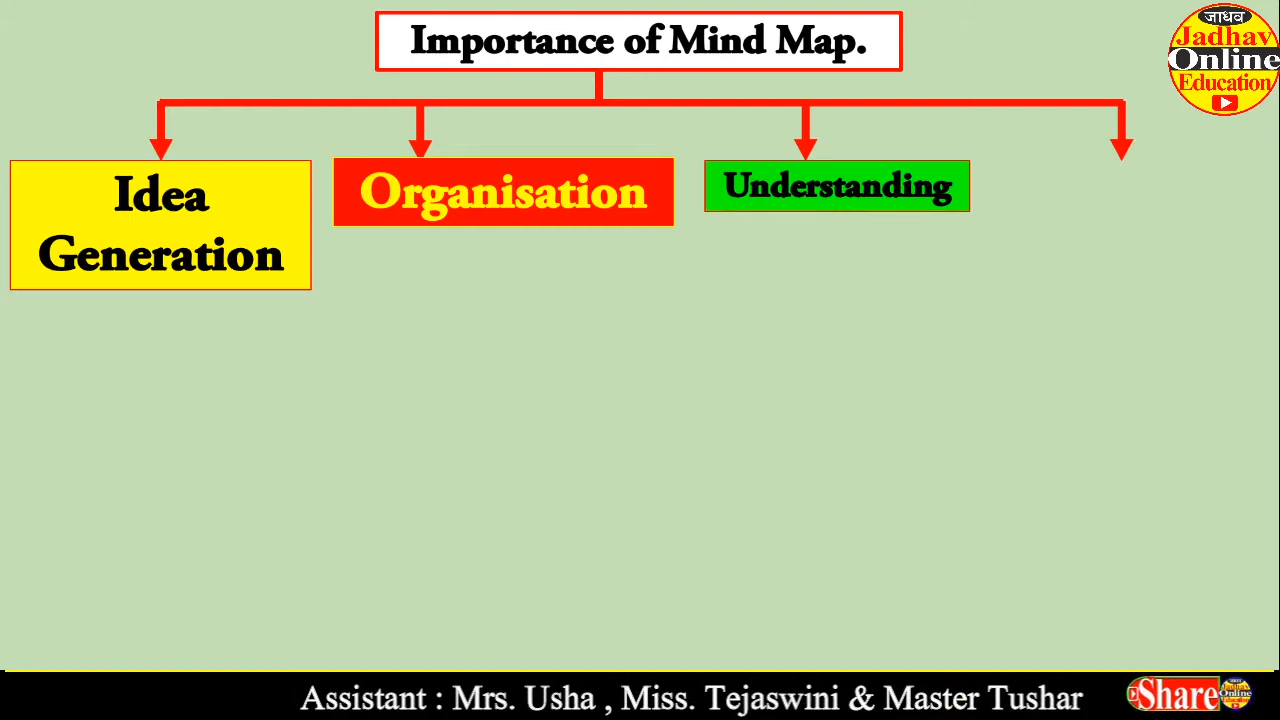 Importance of Mind Map.
जाधव
Jadhav
Online
Education
Idea
Generation
Organisation
Understanding
Assistant : Mrs. Usha , Miss. Tejaswini & Master Tushar
Share
Online